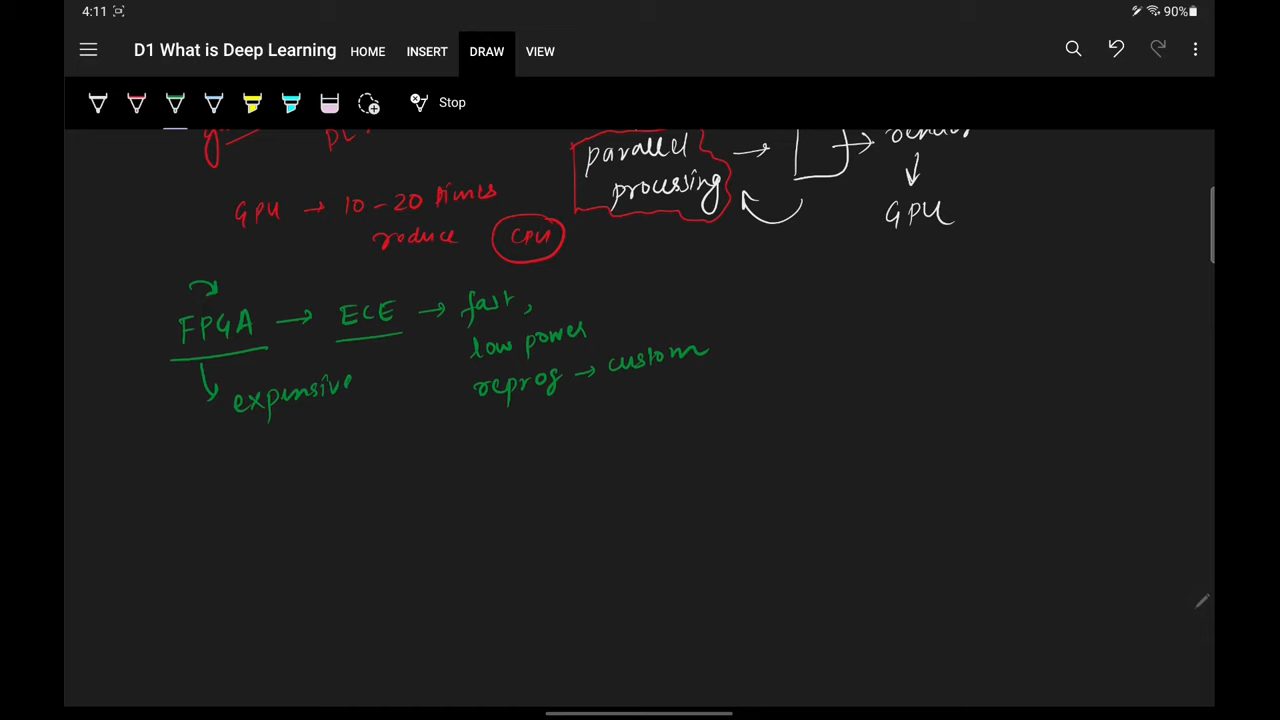 4:11 90%
D1 What is Deep Learning HOME INSERT DRAW VIEW
Stop
parallel
processing
GPU
GPU → 10 - 20 times
reduce CPU
FPGA → ECE → fast,
low power
reprog → custom
expensive